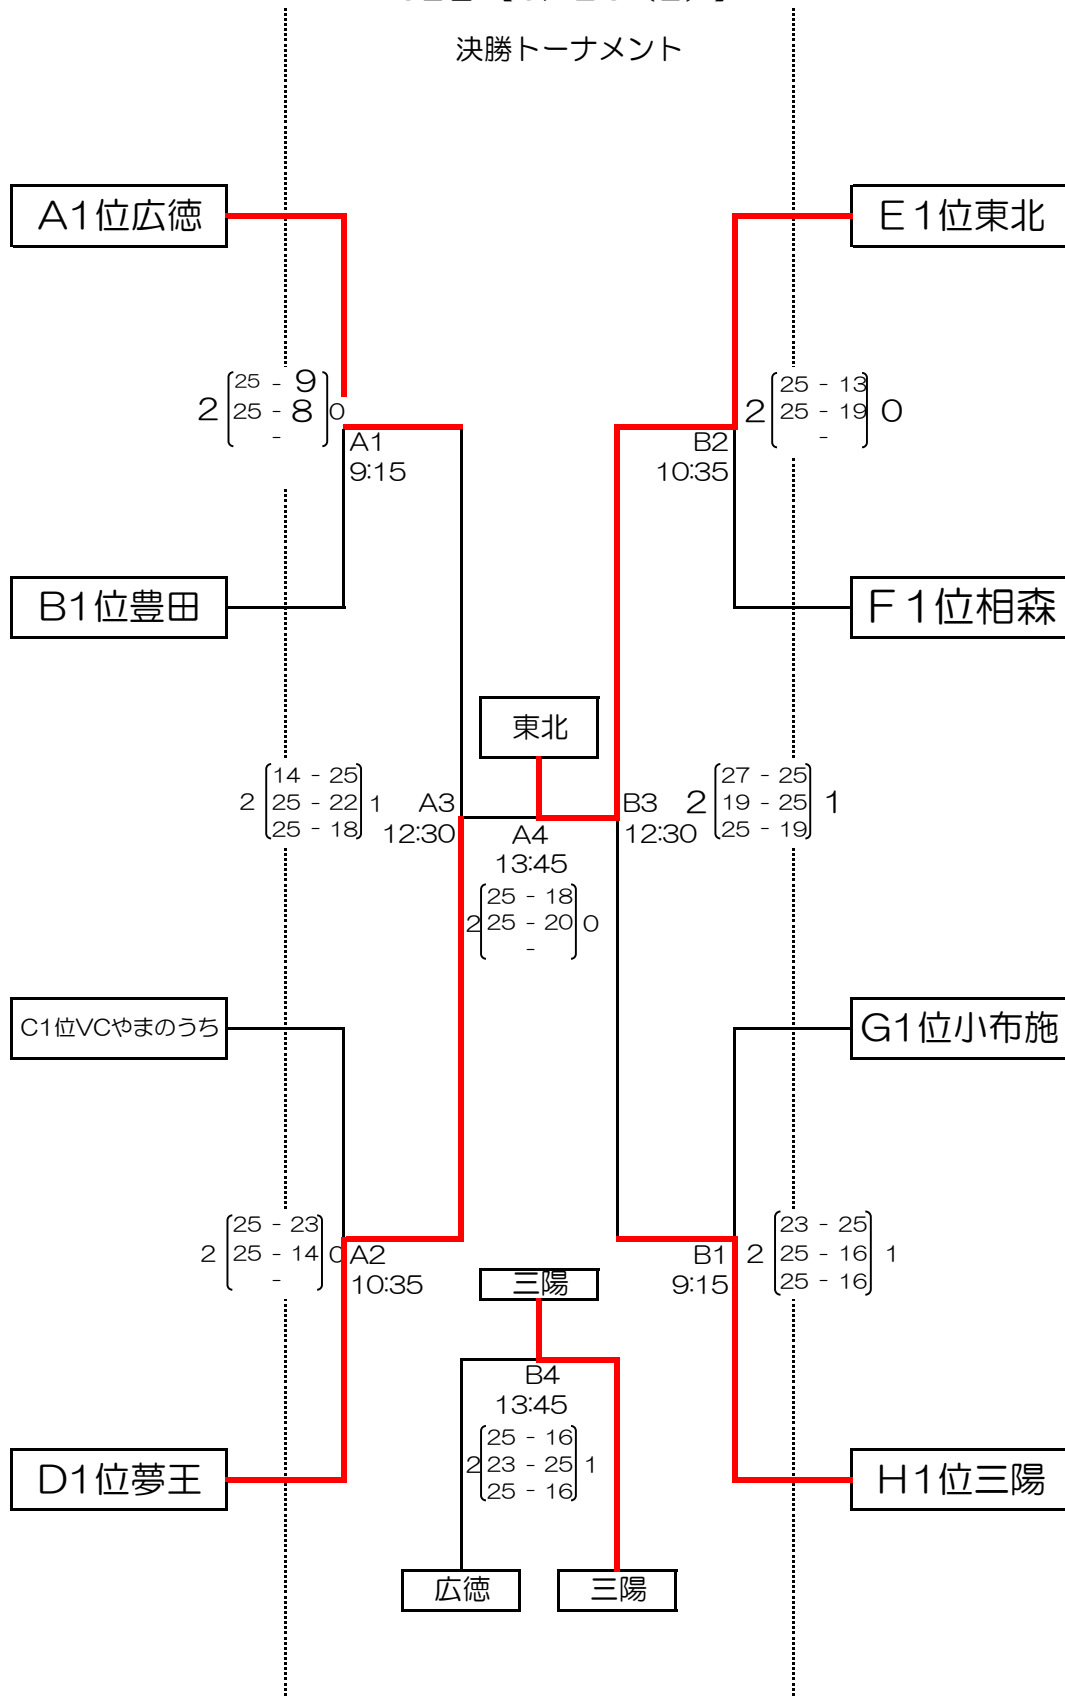 決勝トーナメント
A1位広徳
E1位東北
2 25 - 9 0
25 - 8
-
2 25 - 13 0
25 - 19
-
A1
9:15
B2
10:35
B1位豊田
F1位相森
東北
2 14 - 25 1
25 - 22
25 - 18
A3
12:30
B3
12:30
2 27 - 25 1
19 - 25
25 - 19
A4
13:45
2 25 - 18 0
25 - 20
-
C1位VCやまのうち
G1位小布施
2 25 - 23 0
25 - 14
-
A2
10:35
B1
9:15
2 23 - 25 1
25 - 16
25 - 16
三陽
B4
13:45
2 25 - 16 1
23 - 25
25 - 16
D1位夢王
H1位三陽
広徳
三陽